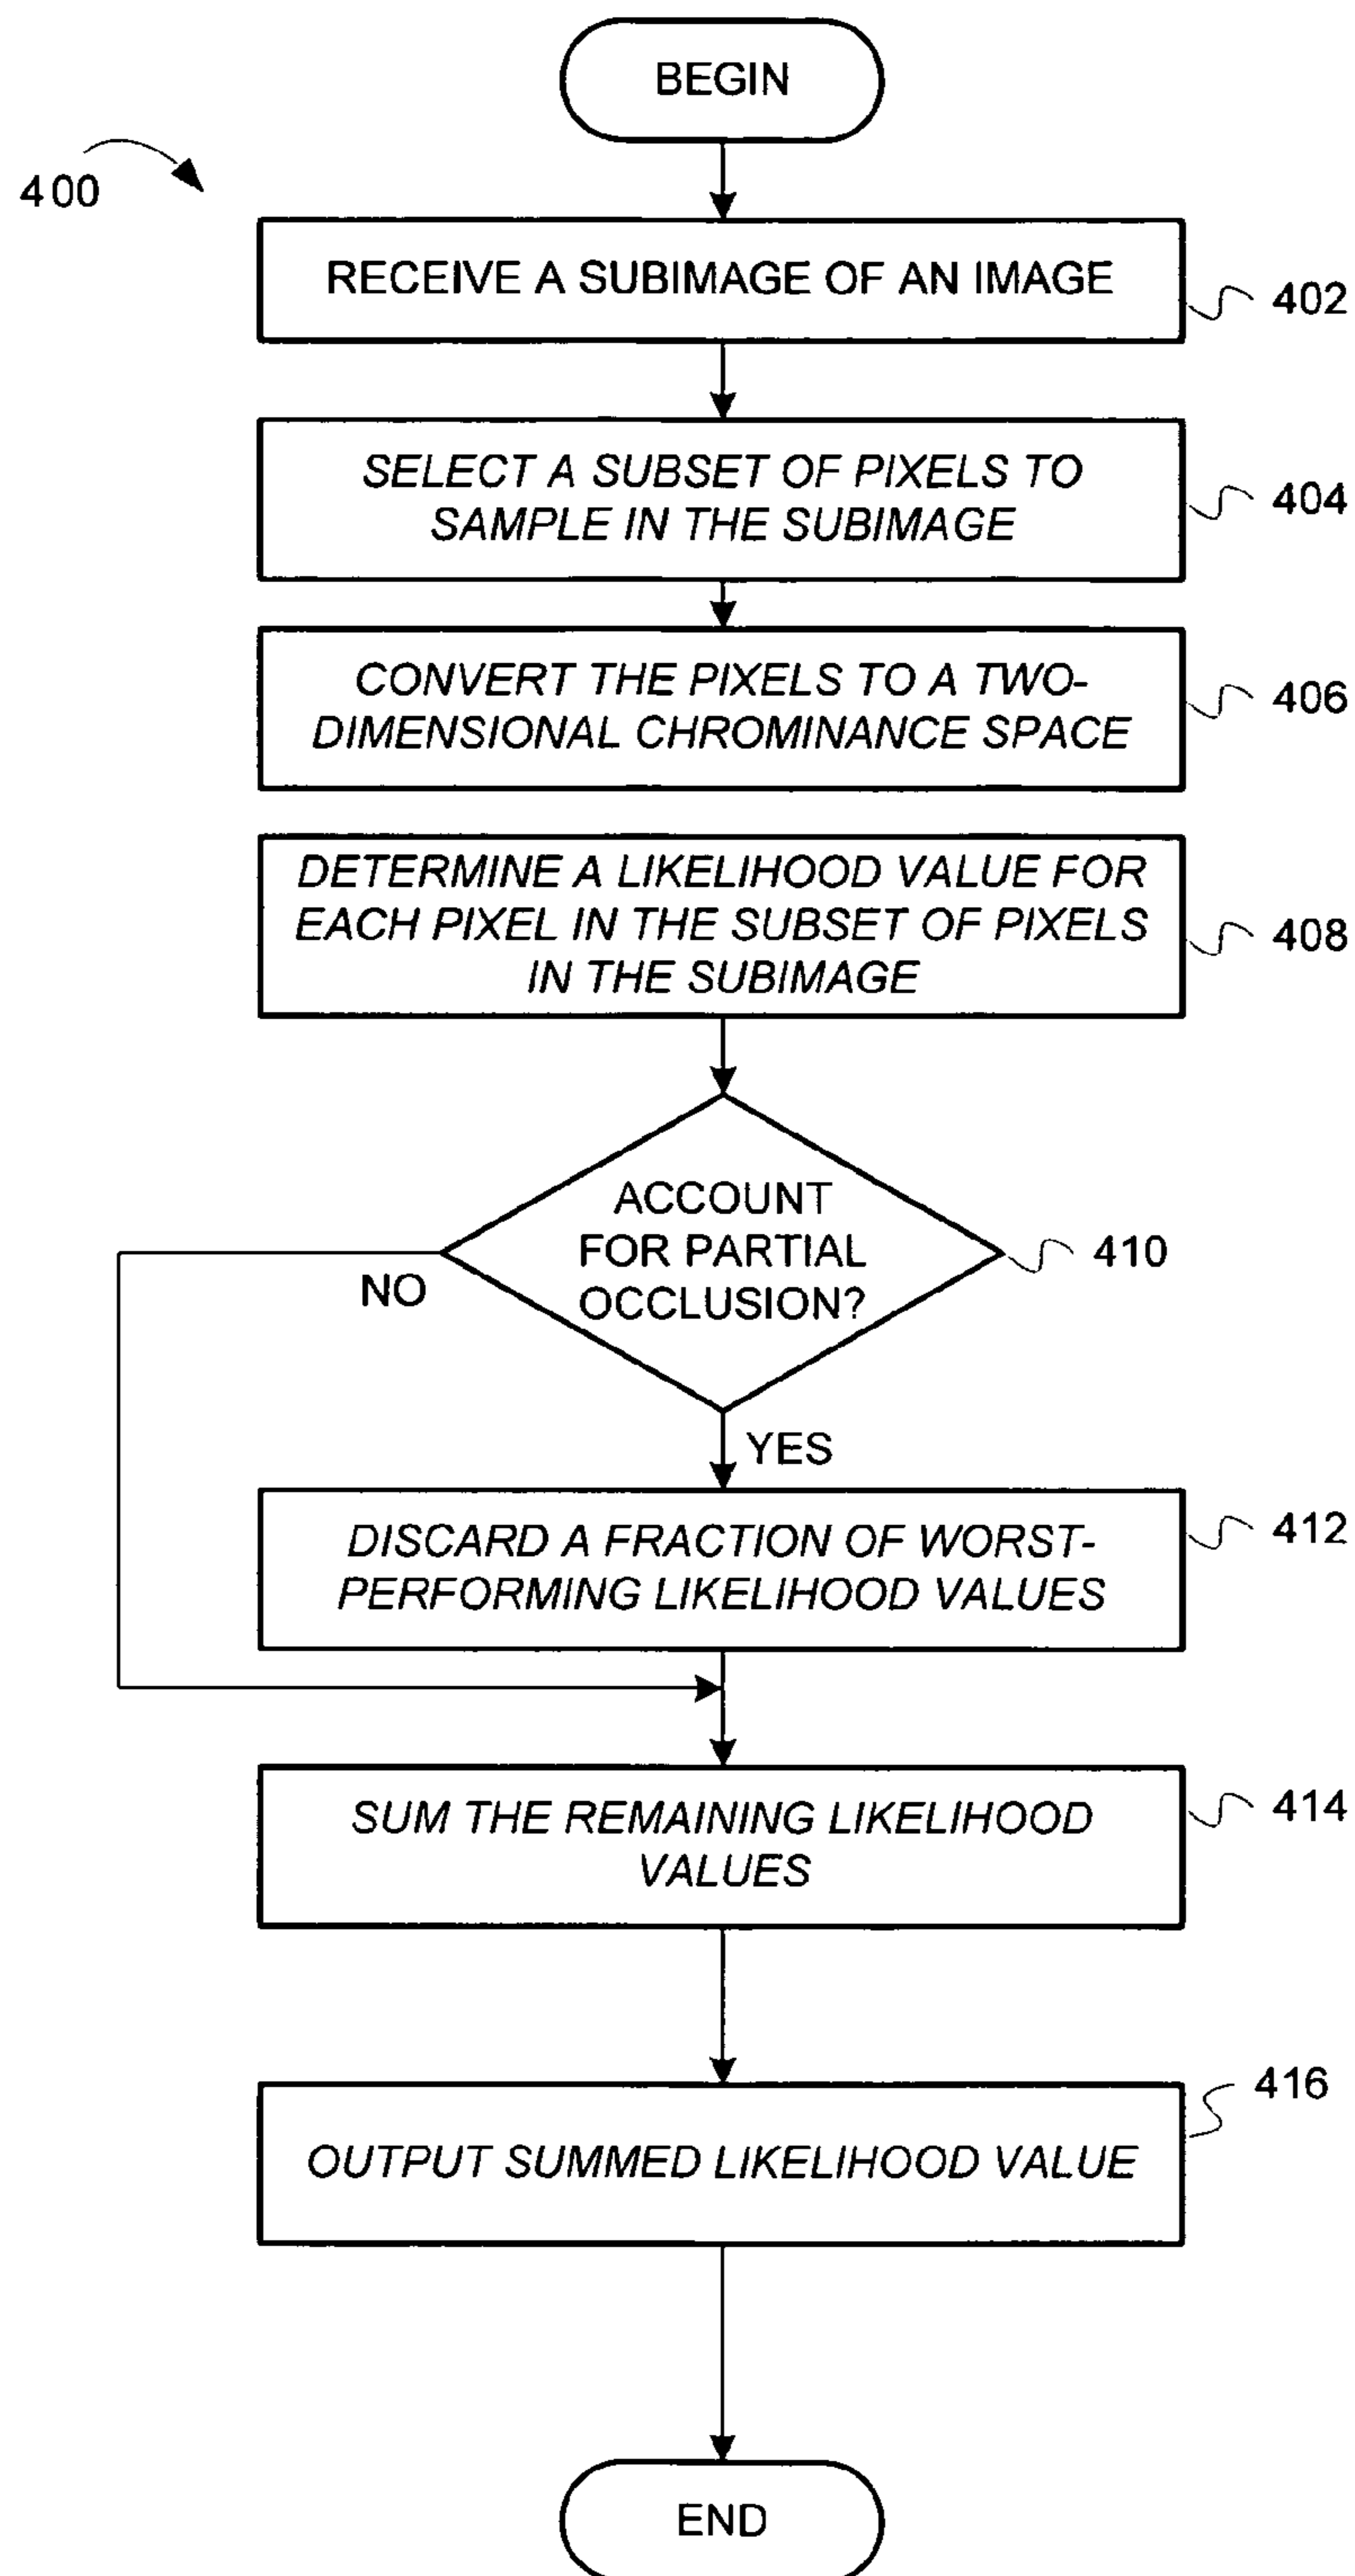 BEGIN
400
RECEIVE A SUBIMAGE OF AN IMAGE
402
SELECT A SUBSET OF PIXELS TO
SAMPLE IN THE SUBIMAGE
404
CONVERT THE PIXELS TO A TWO-
DIMENSIONAL CHROMINANCE SPACE
406
DETERMINE A LIKELIHOOD VALUE FOR
EACH PIXEL IN THE SUBSET OF PIXELS
IN THE SUBIMAGE
408
ACCOUNT
FOR PARTIAL
OCCLUSION?
410
NO
YES
DISCARD A FRACTION OF WORST-
PERFORMING LIKELIHOOD VALUES
412
SUM THE REMAINING LIKELIHOOD
VALUES
414
OUTPUT SUMMED LIKELIHOOD VALUE
416
END